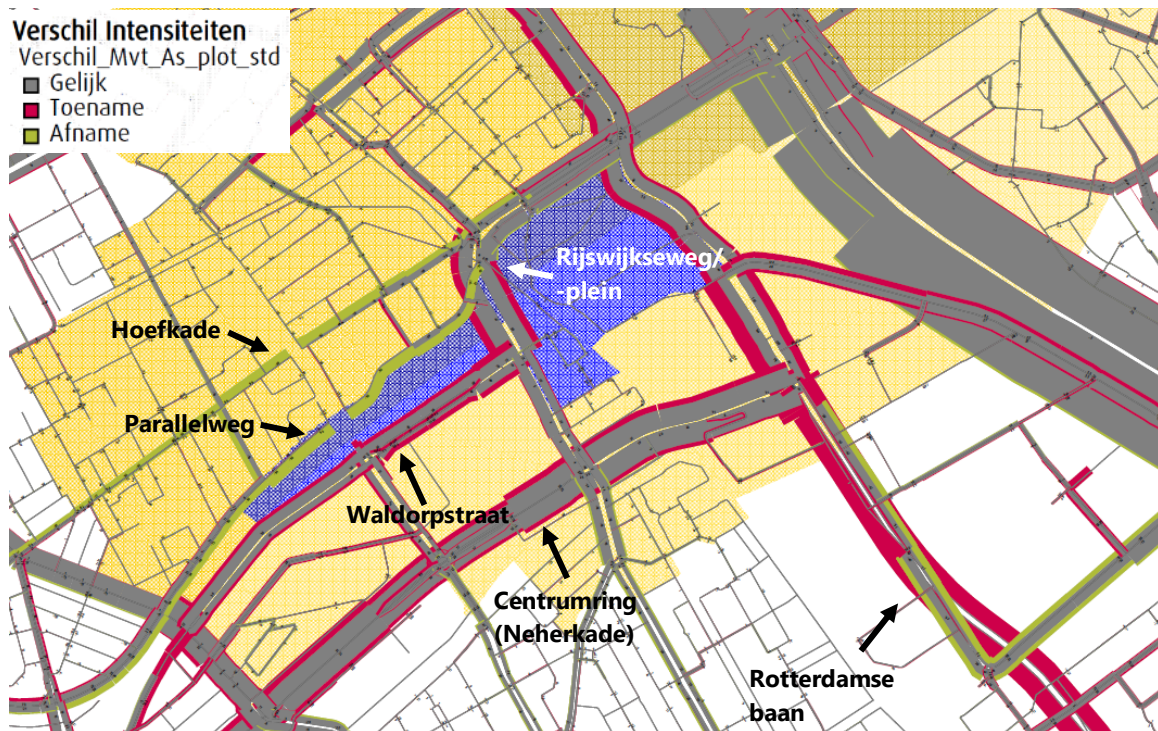 Verschil Intensiteiten
Verschil_Mvt_As_plot_std
Gelijk
Toename
Afname
Rijswijkseweg/
-plein
Hoefkade
Parallelweg
Waldorpstraat
Centrumring
(Neherkade)
Rotterdamse
baan